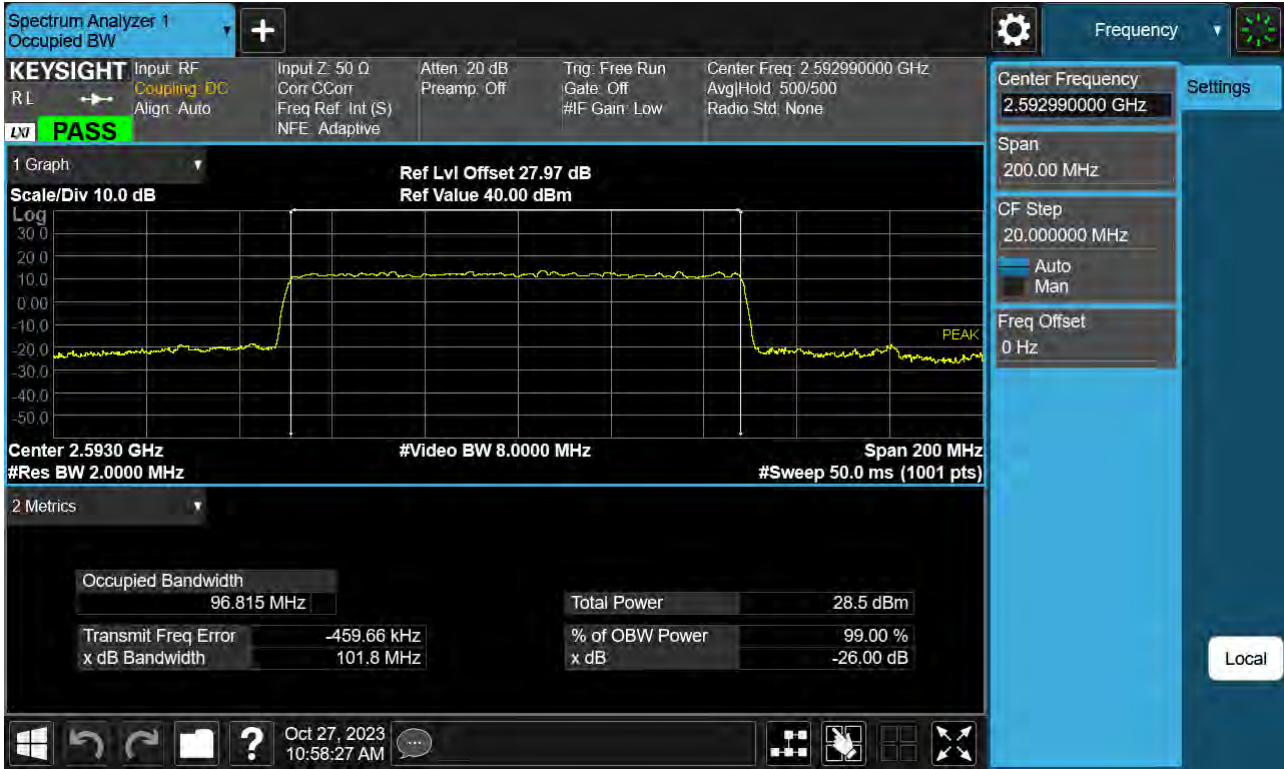 Spectrum Analyzer 1
Occupied BW
+
Frequency
KEYSIGHT
RL
LXI
PASS
Input: RF
Coupling: DC
Align: Auto
Input Z: 50 Ω
Corr CCorr
Freq Ref: Int (S)
NFE: Adaptive
Atten: 20 dB
Preamp: Off
Trig: Free Run
Gate: Off
#IF Gain: Low
Center Freq: 2.592990000 GHz
Avg|Hold: 500/500
Radio Std: None
1 Graph
Ref Lvl Offset 27.97 dB
Scale/Div 10.0 dB
Ref Value 40.00 dBm
Log
30.0
20.0
10.0
0.00
-10.0
-20.0
-30.0
-40.0
-50.0
PEAK
Center 2.5930 GHz
#Video BW 8.0000 MHz
Span 200 MHz
#Res BW 2.0000 MHz
#Sweep 50.0 ms (1001 pts)
2 Metrics
Occupied Bandwidth
96.815 MHz
Total Power 28.5 dBm
Transmit Freq Error -459.66 kHz
% of OBW Power 99.00 %
x dB Bandwidth 101.8 MHz
x dB -26.00 dB
Center Frequency
2.592990000 GHz
Span
200.00 MHz
CF Step
20.000000 MHz
Auto
Man
Freq Offset
0 Hz
Settings
Local
?
Oct 27, 2023
10:58:27 AM